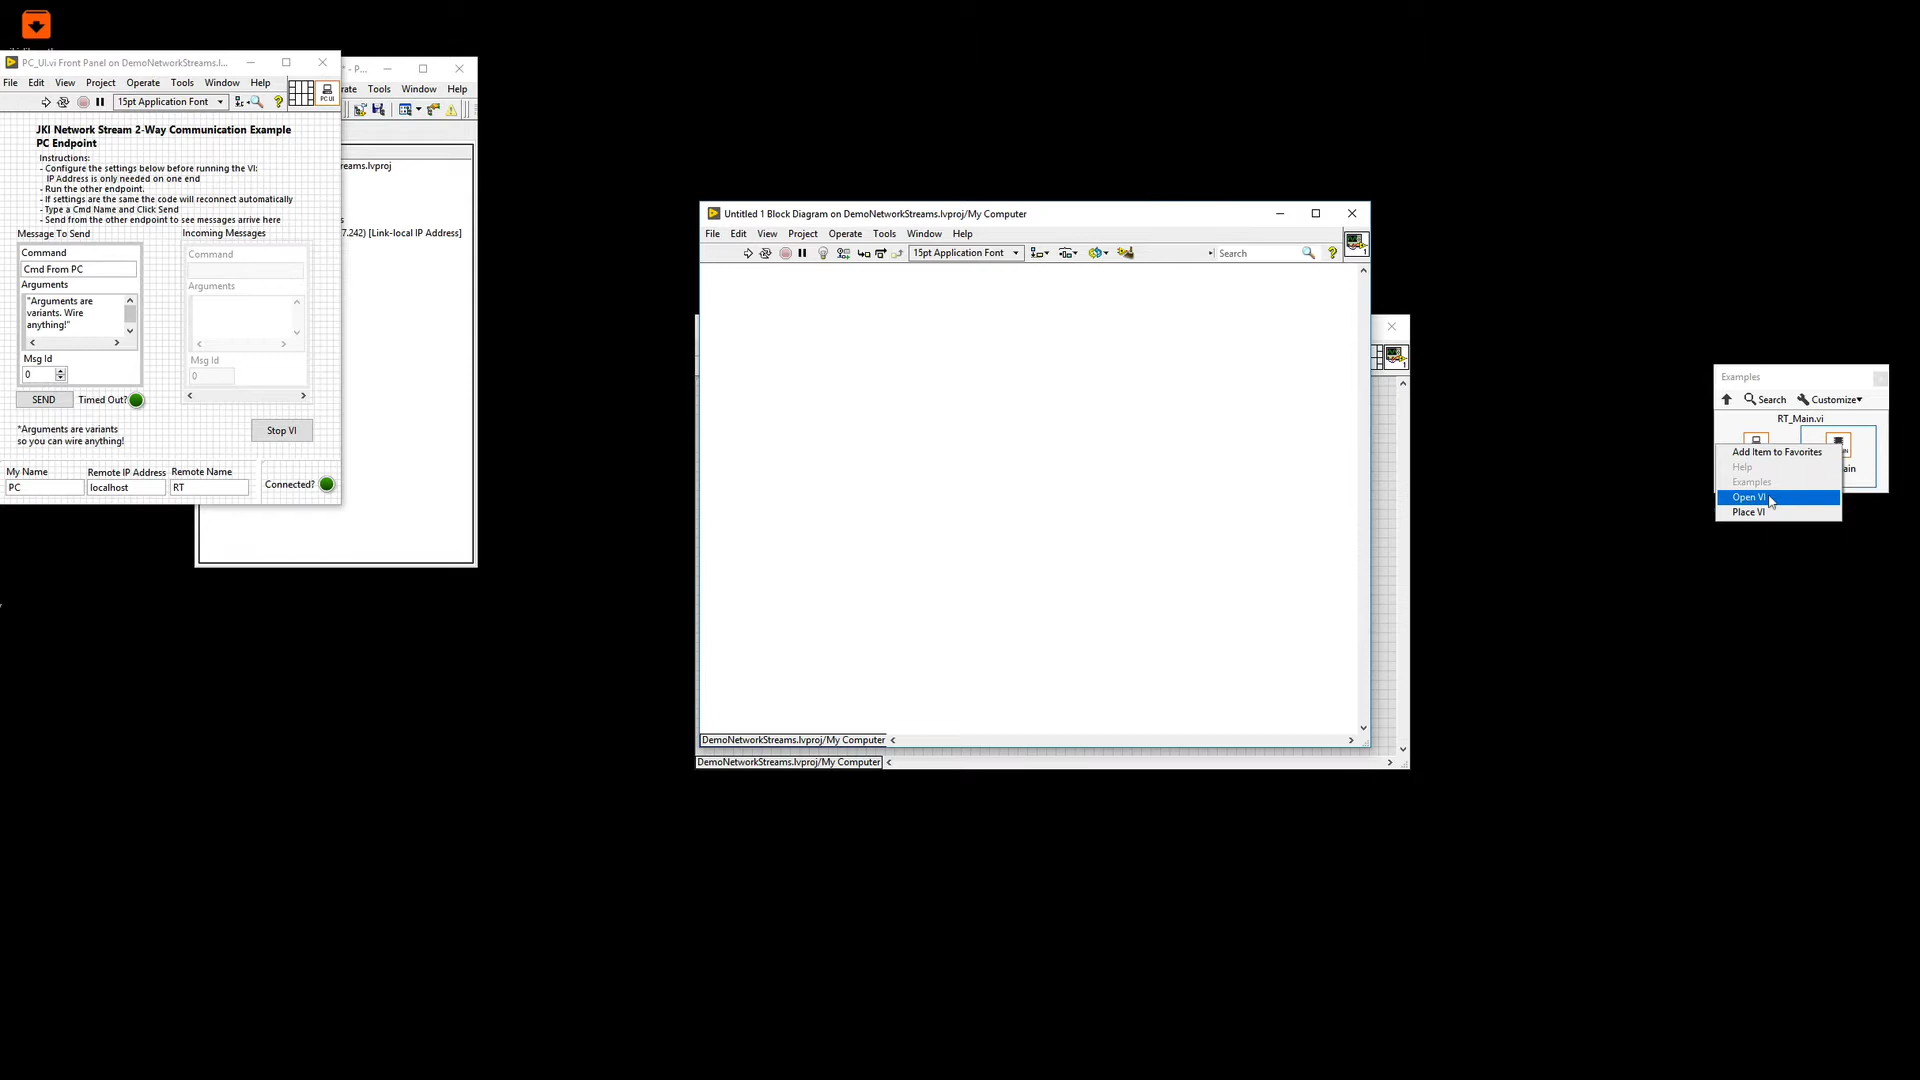 PC_UI.vi Front Panel on DemoNetworkStreams.l...
File Edit View Project Operate Tools Window Help
15pt Application Font
PC UI
JKI Network Stream 2-Way Communication Example
PC Endpoint
Instructions:
- Configure the settings below before running the VI:
IP Address is only needed on one end
- Run the other endpoint.
- If settings are the same the code will reconnect automatically
- Type a Cmd Name and Click Send
- Send from the other endpoint to see messages arrive here
Message To Send
Incoming Messages
Command
Cmd From PC
Arguments
"Arguments are
variants. Wire
anything!"
Msg Id
0
Command
Arguments
Msg Id
0
SEND
Timed Out?
*Arguments are variants
so you can wire anything!
Stop VI
My Name
Remote IP Address
Remote Name
PC
localhost
RT
Connected?
* - P...
rate Tools Window Help
reams.lvproj
s
7.242) [Link-local IP Address]
Untitled 1 Block Diagram on DemoNetworkStreams.lvproj/My Computer
File Edit View Project Operate Tools Window Help
15pt Application Font
Search
1
1
DemoNetworkStreams.lvproj/My Computer
DemoNetworkStreams.lvproj/My Computer
Examples
Search
Customize
RT_Main.vi
ain
Add Item to Favorites
Help
Examples
Open VI
Place VI